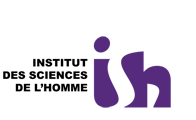 INSTITUT
DES SCIENCES
DE L'HOMME
ish